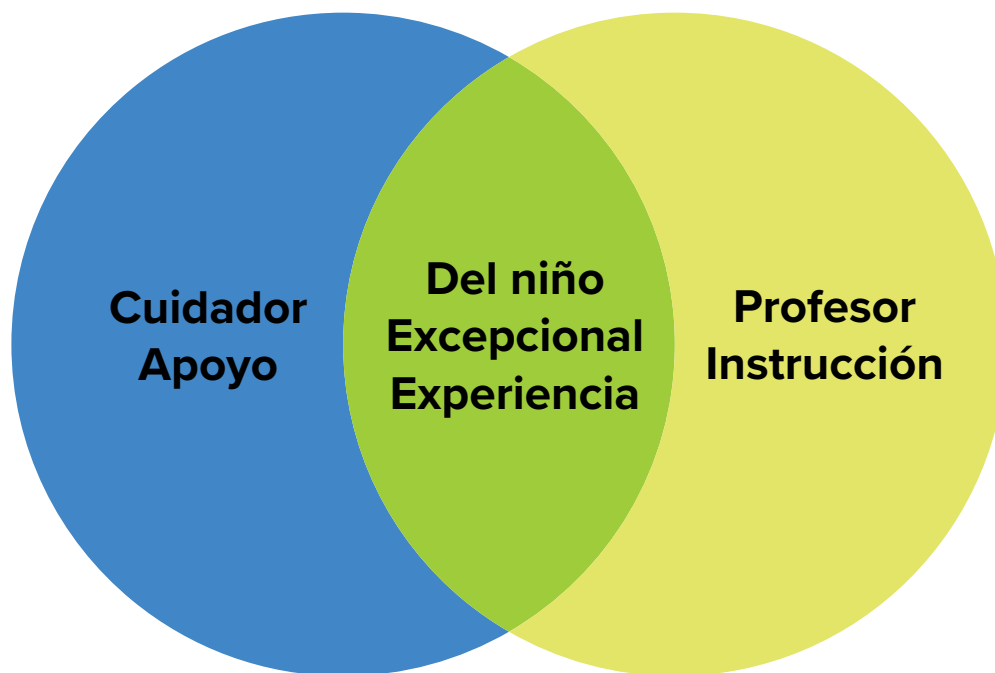 Cuidador
Apoyo
Del niño
Excepcional
Experiencia
Profesor
Instrucción